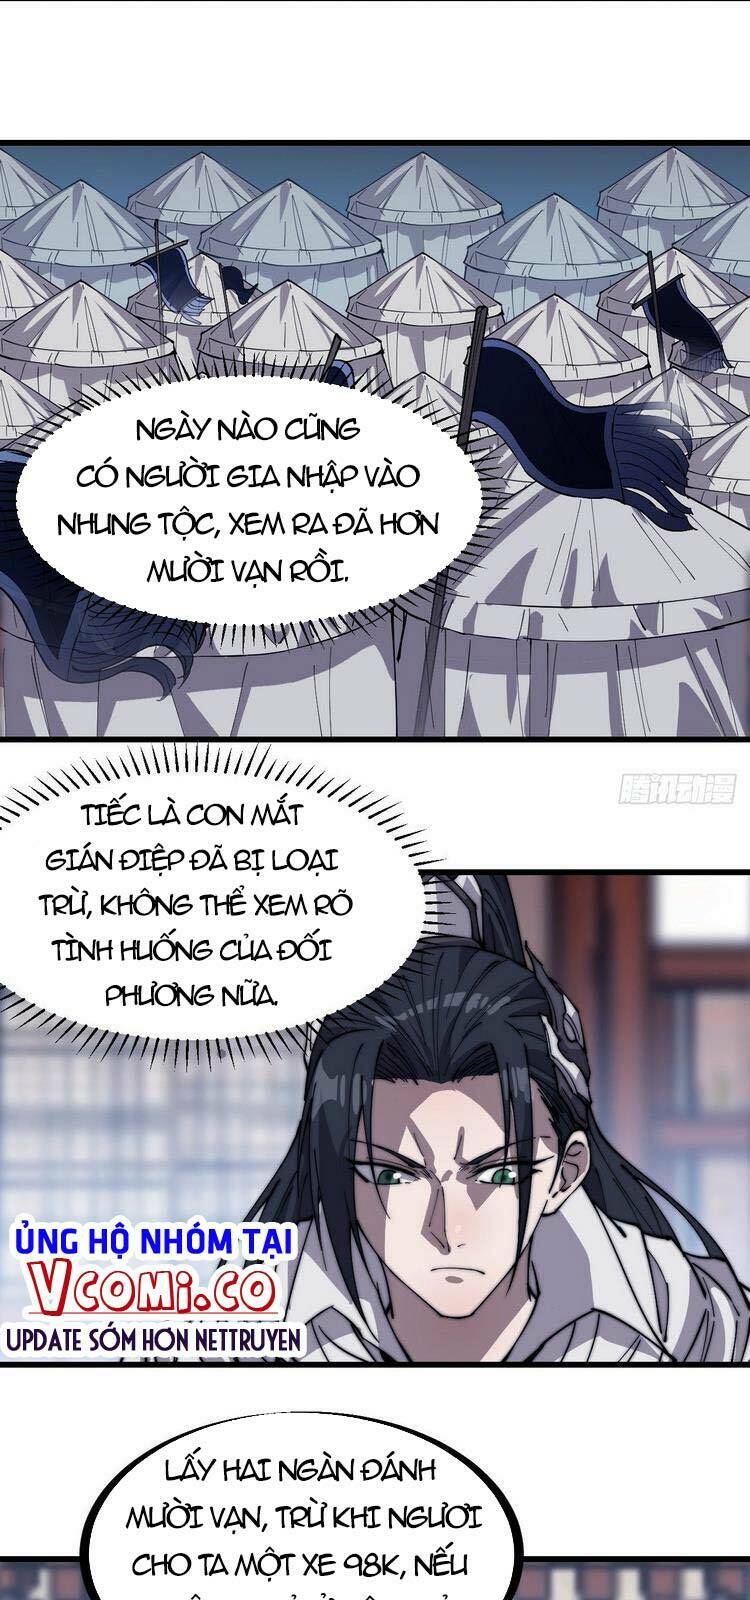 NGÀY NÀO CŨNG
CÓ NGƯỜI GIA NHẬP VÀO
NHUNG TỘC, XEM RA ĐÃ HƠN
MƯỜI VẠN RỒI.
腾讯动漫
TIẾC LÀ CON MẮT
GIÁN ĐIỆP ĐÃ BỊ LOẠI
TRỪ, KHÔNG THỂ XEM RÕ
TÌNH HUỐNG CỦA ĐỐI
PHƯƠNG NỮA.
ỦNG HỘ NHÓM TẠI
VCOMI.CO
UPDATE SỚM HƠN NETTRUYEN
LẤY HAI NGÀN ĐÁNH
MƯỜI VẠN, TRỪ KHI NGƯƠI
CHO TA MỘT XE 98K, NẾU